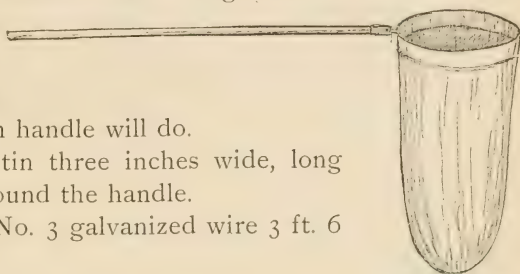 handle will do.
tin three inches wide, long
ound the handle.
No. 3 galvanized wire 3 ft. 6